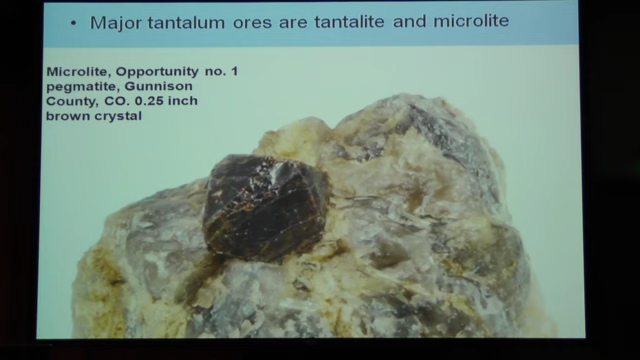 • Major tantalum ores are tantalite and microlite
Microlite, Opportunity no. 1
pegmatite, Gunnison
County, CO. 0.25 inch
brown crystal